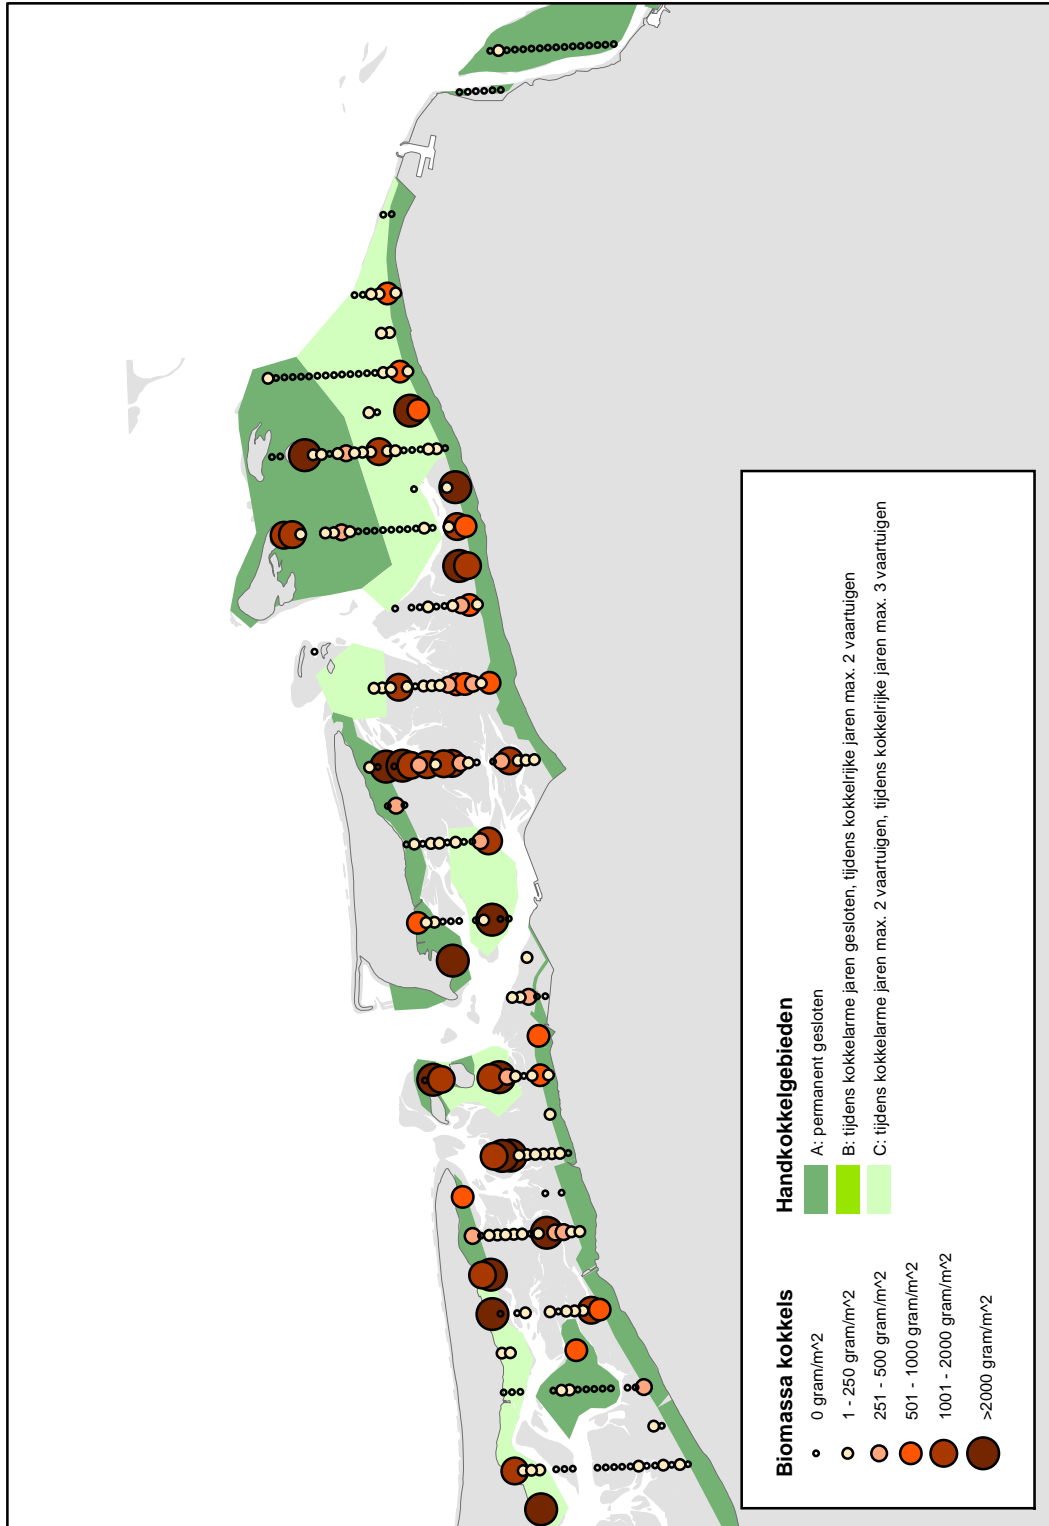 Biomassa kokkels
0 gram/m^2
1 - 250 gram/m^2
251 - 500 gram/m^2
501 - 1000 gram/m^2
1001 - 2000 gram/m^2
>2000 gram/m^2
Handkokkelgebieden
A: permanent gesloten
B: tijdens kokkelarme jaren gesloten, tijdens kokkelrijke jaren max. 2 vaartuigen
C: tijdens kokkelarme jaren max. 2 vaartuigen, tijdens kokkelrijke jaren max. 3 vaartuigen